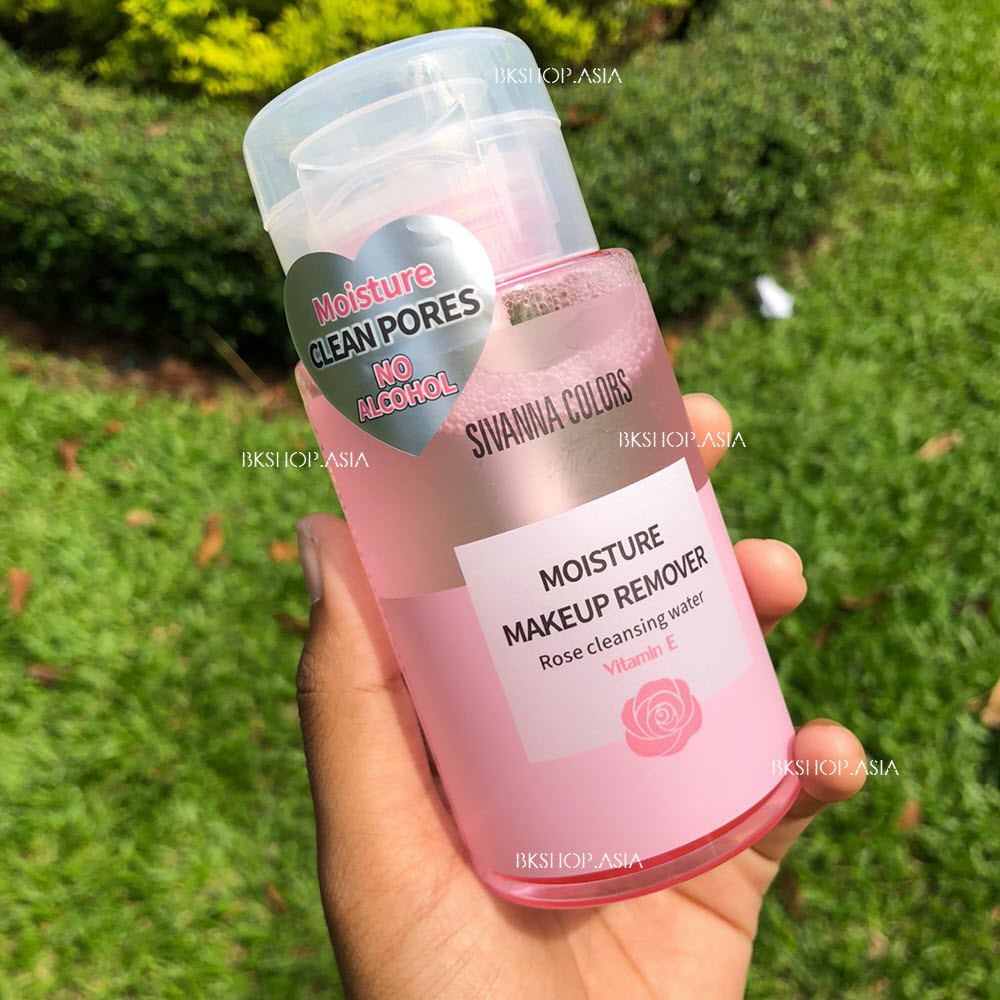 BKSHOP.ASIA
Moisture
CLEAN PORES
NO
ALCOHOL
SIVANNA COLORS
BKSHOP.ASIA
BKSHOP.ASIA
MOISTURE
MAKEUP REMOVER
Rose cleansing water
Vitamin E
BKSHOP.ASIA
BKSHOP.ASIA